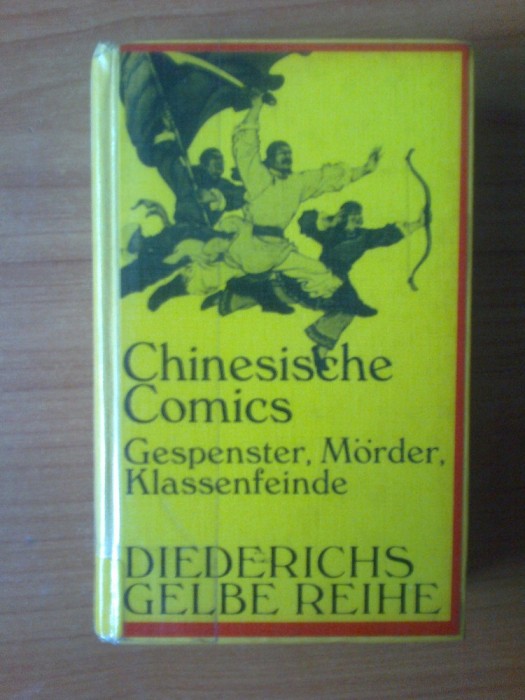 Chinesische
Comics
Gespenster, Mörder,
Klassenfeinde
DIEDERICHS
GELBE REIHE